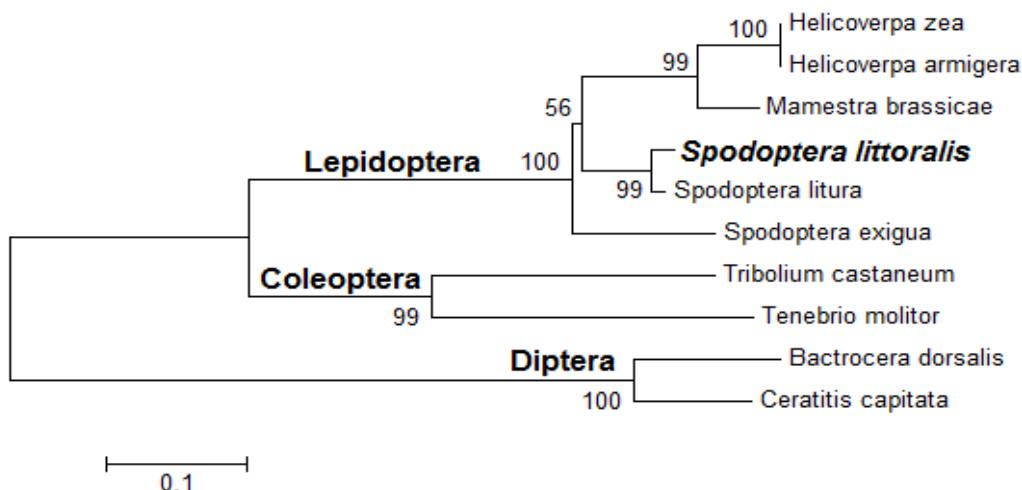 100
Helicoverpa zea
99
Helicoverpa armigera
56
Mamestra brassicae
Lepidoptera
100
Spodoptera littoralis
99
Spodoptera litura
Spodoptera exigua
Coleoptera
99
Tribolium castaneum
Tenebrio molitor
Diptera
100
Bactrocera dorsalis
Ceratitis capitata
0.1